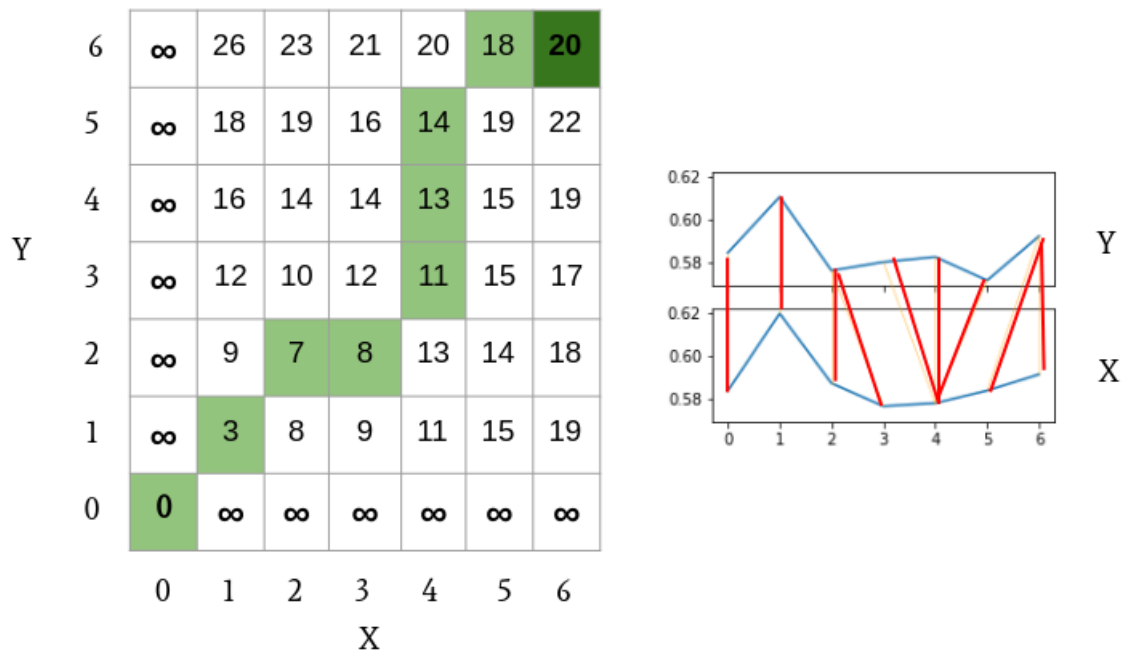 6 ∞ 26 23 21 20 18 20
5 ∞ 18 19 16 14 19 22
4 ∞ 16 14 14 13 15 19
Y
3 ∞ 12 10 12 11 15 17
2 ∞ 9 7 8 13 14 18
1 ∞ 3 8 9 11 15 19
0 0 ∞ ∞ ∞ ∞ ∞ ∞
0 1 2 3 4 5 6
X
0.62
0.60
0.58
Y
0.62
0.60
0.58
X
0 1 2 3 4 5 6